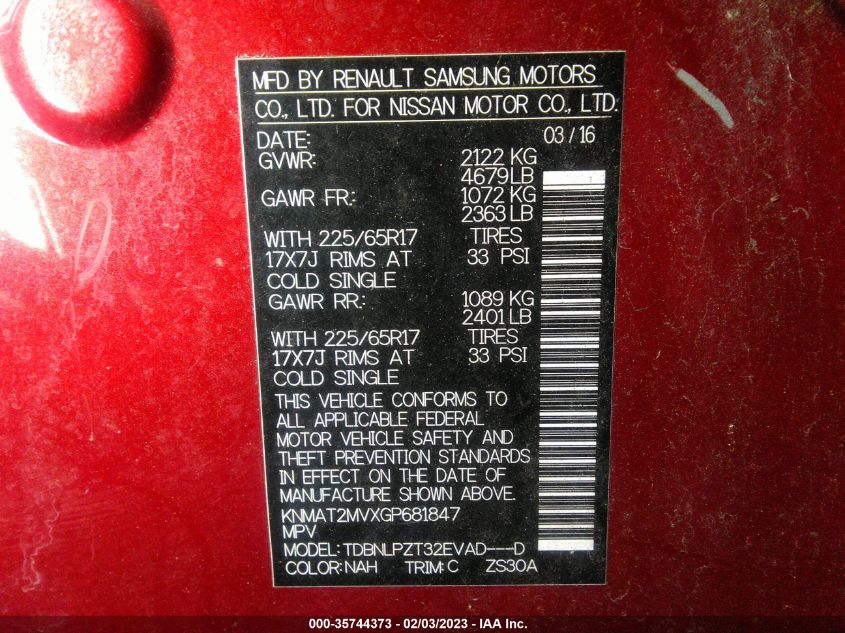 MFD BY RENAULT SAMSUNG MOTORS
CO., LTD. FOR NISSAN MOTOR CO., LTD.
DATE: 03/16
GVWR: 2122 KG
4679LB
GAWR FR: 1072 KG
2363 LB
WITH 225/65R17 TIRES
17X7J RIMS AT 33 PSI
COLD SINGLE
GAWR RR: 1089 KG
2401 LB
WITH 225/65R17 TIRES
17X7J RIMS AT 33 PSI
COLD SINGLE
THIS VEHICLE CONFORMS TO
ALL APPLICABLE FEDERAL
MOTOR VEHICLE SAFETY AND
THEFT PREVENTION STANDARDS
IN EFFECT ON THE DATE OF
MANUFACTURE SHOWN ABOVE.
KNMAT2MVXGP681847
MPV
MODEL: TDBNLPZT32EVAD---D
COLOR: NAH TRIM: C ZS30A
000-35744373 - 02/03/2023 - IAA Inc.